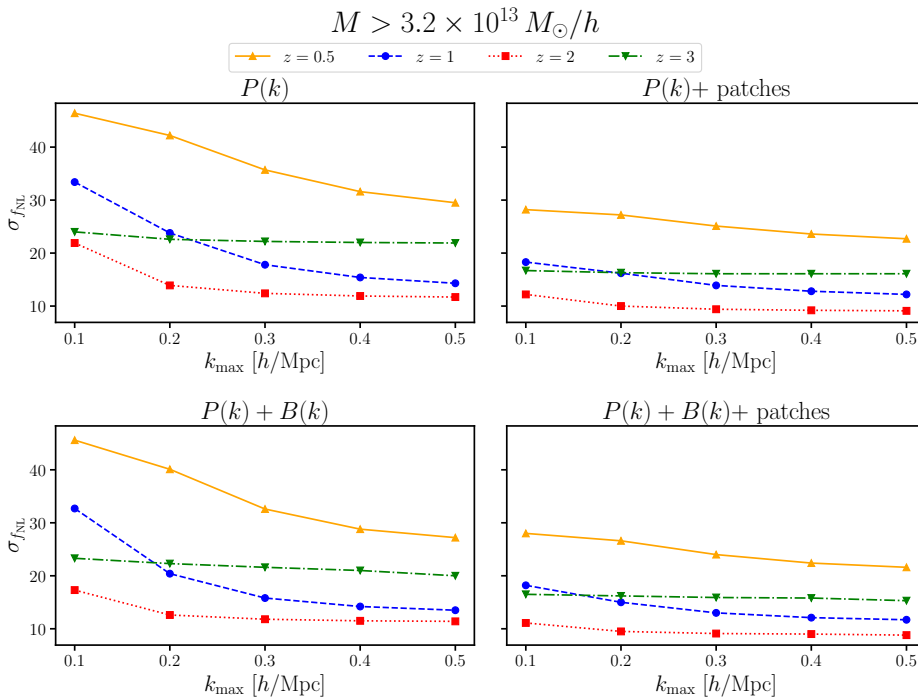 M > 3.2 × 10¹³ M☉/h
z = 0.5 z = 1 z = 2 z = 3
P(k) P(k)+ patches
40
30
20
10
σ_fNL
0.1 0.2 0.3 0.4 0.5 0.1 0.2 0.3 0.4 0.5
k_max [h/Mpc] k_max [h/Mpc]
P(k) + B(k) P(k) + B(k)+ patches
40
30
20
10
σ_fNL
0.1 0.2 0.3 0.4 0.5 0.1 0.2 0.3 0.4 0.5
k_max [h/Mpc] k_max [h/Mpc]